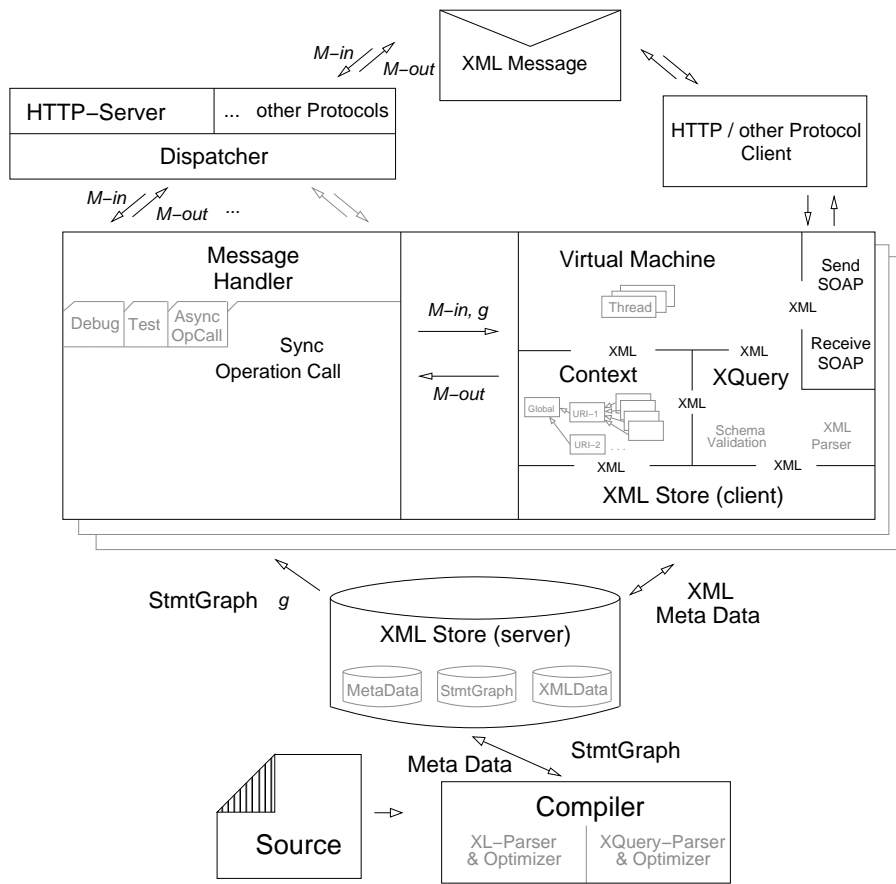 M–in
M–out
XML Message
HTTP–Server
... other Protocols
Dispatcher
HTTP / other Protocol
Client
M–in
M–out ...
Message
Handler
Debug
Test
Async
OpCall
Sync
Operation Call
M–in, g
M–out
Virtual Machine
Thread
Send
SOAP
XML
Receive
SOAP
XML
XML
Context
XQuery
XML
Global
URI–1
URI–2 . . .
Schema
Validation
XML
Parser
XML
XML
XML Store (client)
StmtGraph g
XML
Meta Data
XML Store (server)
MetaData
StmtGraph
XMLData
Meta Data
StmtGraph
Source
Compiler
XL–Parser
& Optimizer
XQuery–Parser
& Optimizer